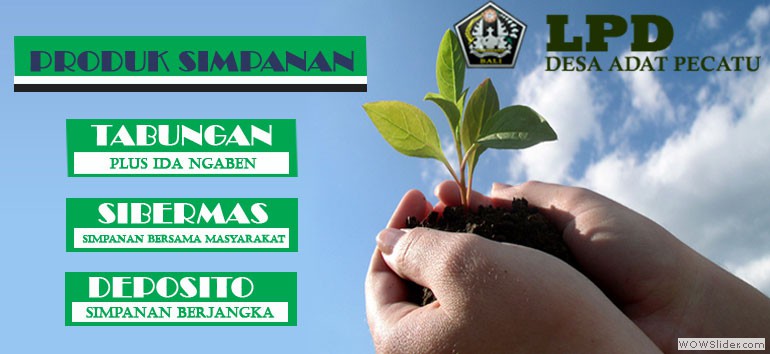 PRODUK SIMPANAN
BALI
LPD
DESA ADAT PECATU
TABUNGAN
PLUS IDA NGABEN
SIBERMAS
SIMPANAN BERSAMA MASYARAKAT
DEPOSITO
SIMPANAN BERJANGKA
WOWSlider.com